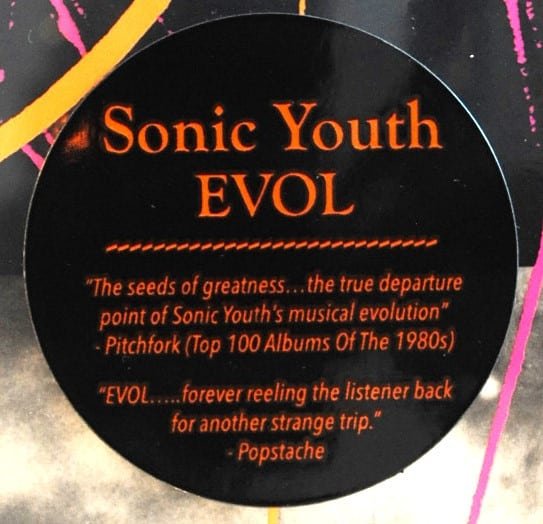 Sonic Youth
EVOL
~~~~~~~~~~~~~~~~~~~~~~~~~~~~
"The seeds of greatness...the true departure
point of Sonic Youth's musical evolution"
- Pitchfork (Top 100 Albums Of The 1980s)
"EVOL.....forever reeling the listener back
for another strange trip."
- Popstache